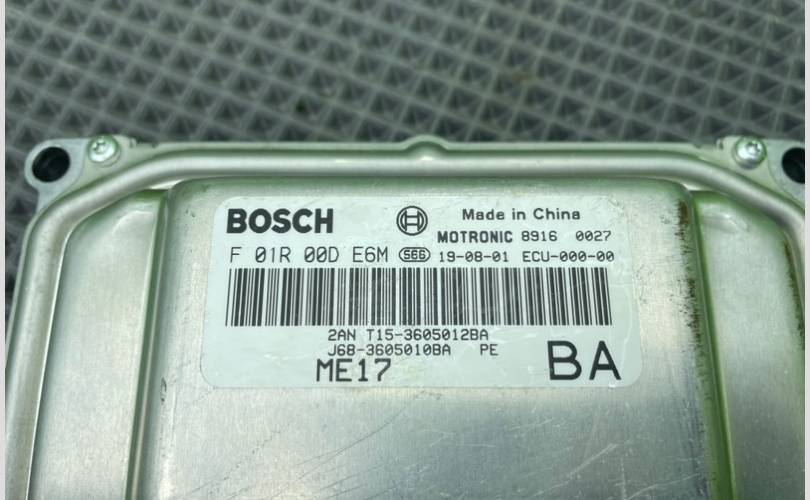 BOSCH Made in China
MOTRONIC 8916 0027
F 01R 00D E6M S66 19-08-01 ECU-000-00
2AN T15-3605012BA
J68-3605010BA PE
ME17 BA